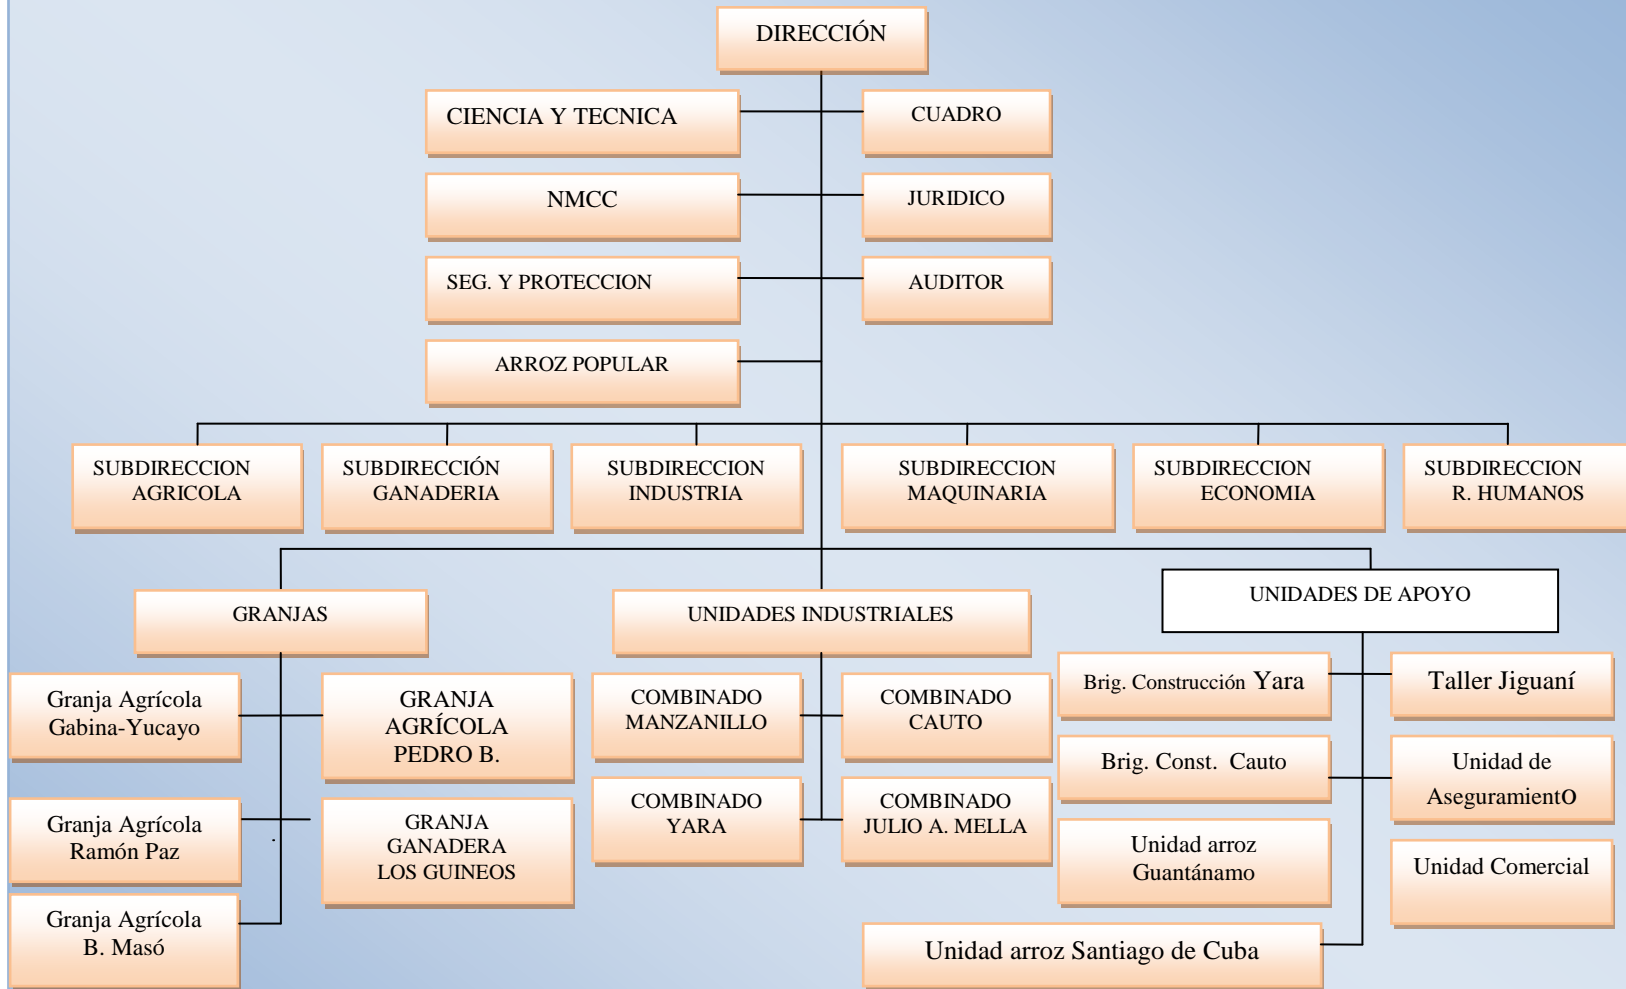 DIRECCIÓN
CIENCIA Y TECNICA
CUADRO
NMCC
JURIDICO
SEG. Y PROTECCION
AUDITOR
ARROZ POPULAR
SUBDIRECCION
AGRICOLA
SUBDIRECCIÓN
GANADERIA
SUBDIRECCION
INDUSTRIA
SUBDIRECCION
MAQUINARIA
SUBDIRECCION
ECONOMIA
SUBDIRECCION
R. HUMANOS
GRANJAS
UNIDADES INDUSTRIALES
UNIDADES DE APOYO
Granja Agrícola
Gabina-Yucayo
GRANJA
AGRÍCOLA
PEDRO B.
COMBINADO
MANZANILLO
COMBINADO
CAUTO
Brig. Construcción Yara
Taller Jiguaní
Brig. Const. Cauto
Unidad de
Aseguramiento
Granja Agrícola
Ramón Paz
.
GRANJA
GANADERA
LOS GUINEOS
COMBINADO
YARA
COMBINADO
JULIO A. MELLA
Unidad arroz
Guantánamo
Unidad Comercial
Granja Agrícola
B. Masó
Unidad arroz Santiago de Cuba